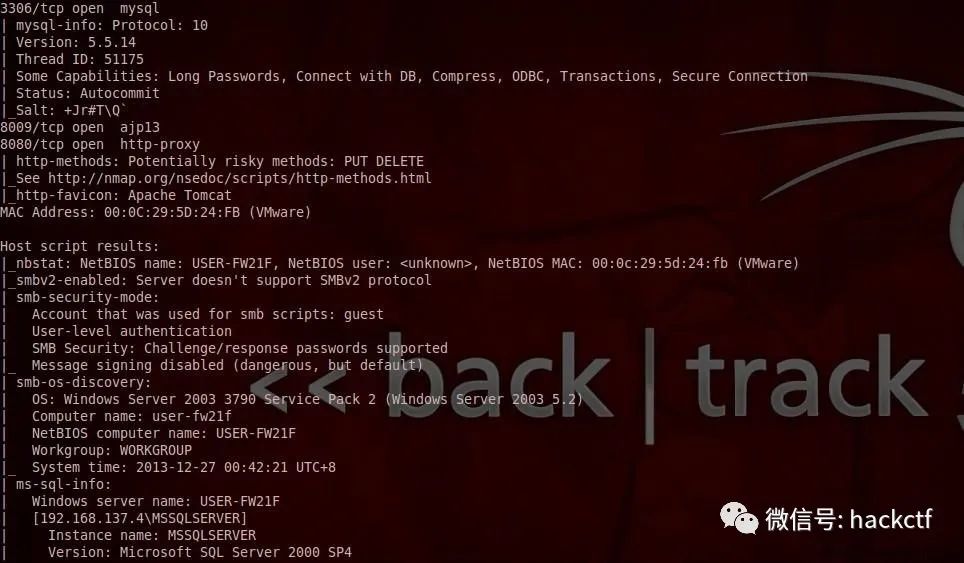 3306/tcp open  mysql
| mysql-info: Protocol: 10
| Version: 5.5.14
| Thread ID: 51175
| Some Capabilities: Long Passwords, Connect with DB, Compress, ODBC, Transactions, Secure Connection
| Status: Autocommit
|_Salt: +Jr#T\Q`
8009/tcp open  ajp13
8080/tcp open  http-proxy
| http-methods: Potentially risky methods: PUT DELETE
|_See http://nmap.org/nsedoc/scripts/http-methods.html
|_http-favicon: Apache Tomcat
MAC Address: 00:0C:29:5D:24:FB (VMware)
Host script results:
|_nbstat: NetBIOS name: USER-FW21F, NetBIOS user: <unknown>, NetBIOS MAC: 00:0c:29:5d:24:fb (VMware)
|_smbv2-enabled: Server doesn't support SMBv2 protocol
| smb-security-mode:
|   Account that was used for smb scripts: guest
|   User-level authentication
|   SMB Security: Challenge/response passwords supported
|_  Message signing disabled (dangerous, but default)
| smb-os-discovery:
|   OS: Windows Server 2003 3790 Service Pack 2 (Windows Server 2003 5.2)
|   Computer name: user-fw21f
|   NetBIOS computer name: USER-FW21F
|   Workgroup: WORKGROUP
|_  System time: 2013-12-27 00:42:21 UTC+8
| ms-sql-info:
|   Windows server name: USER-FW21F
|   [192.168.137.4\MSSQLSERVER]
|     Instance name: MSSQLSERVER
|     Version: Microsoft SQL Server 2000 SP4
<< back | track 5
微信号: hackctf